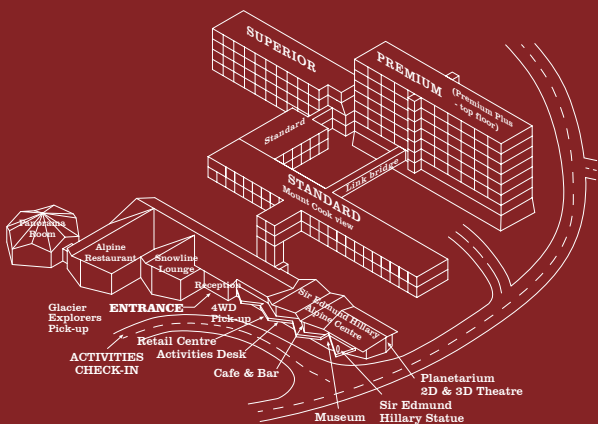 SUPERIOR
PREMIUM
(Premium Plus
- top floor)
Standard
Link bridge
STANDARD
Mount Cook view
Panorama
Room
Alpine
Restaurant
Snowline
Lounge
Reception
Sir Edmund Hillary
Alpine Centre
Glacier
Explorers
Pick-up
ENTRANCE
4WD
Pick-up
Retail Centre
Activities Desk
ACTIVITIES
CHECK-IN
Cafe & Bar
Planetarium
2D & 3D Theatre
Sir Edmund
Hillary Statue
Museum